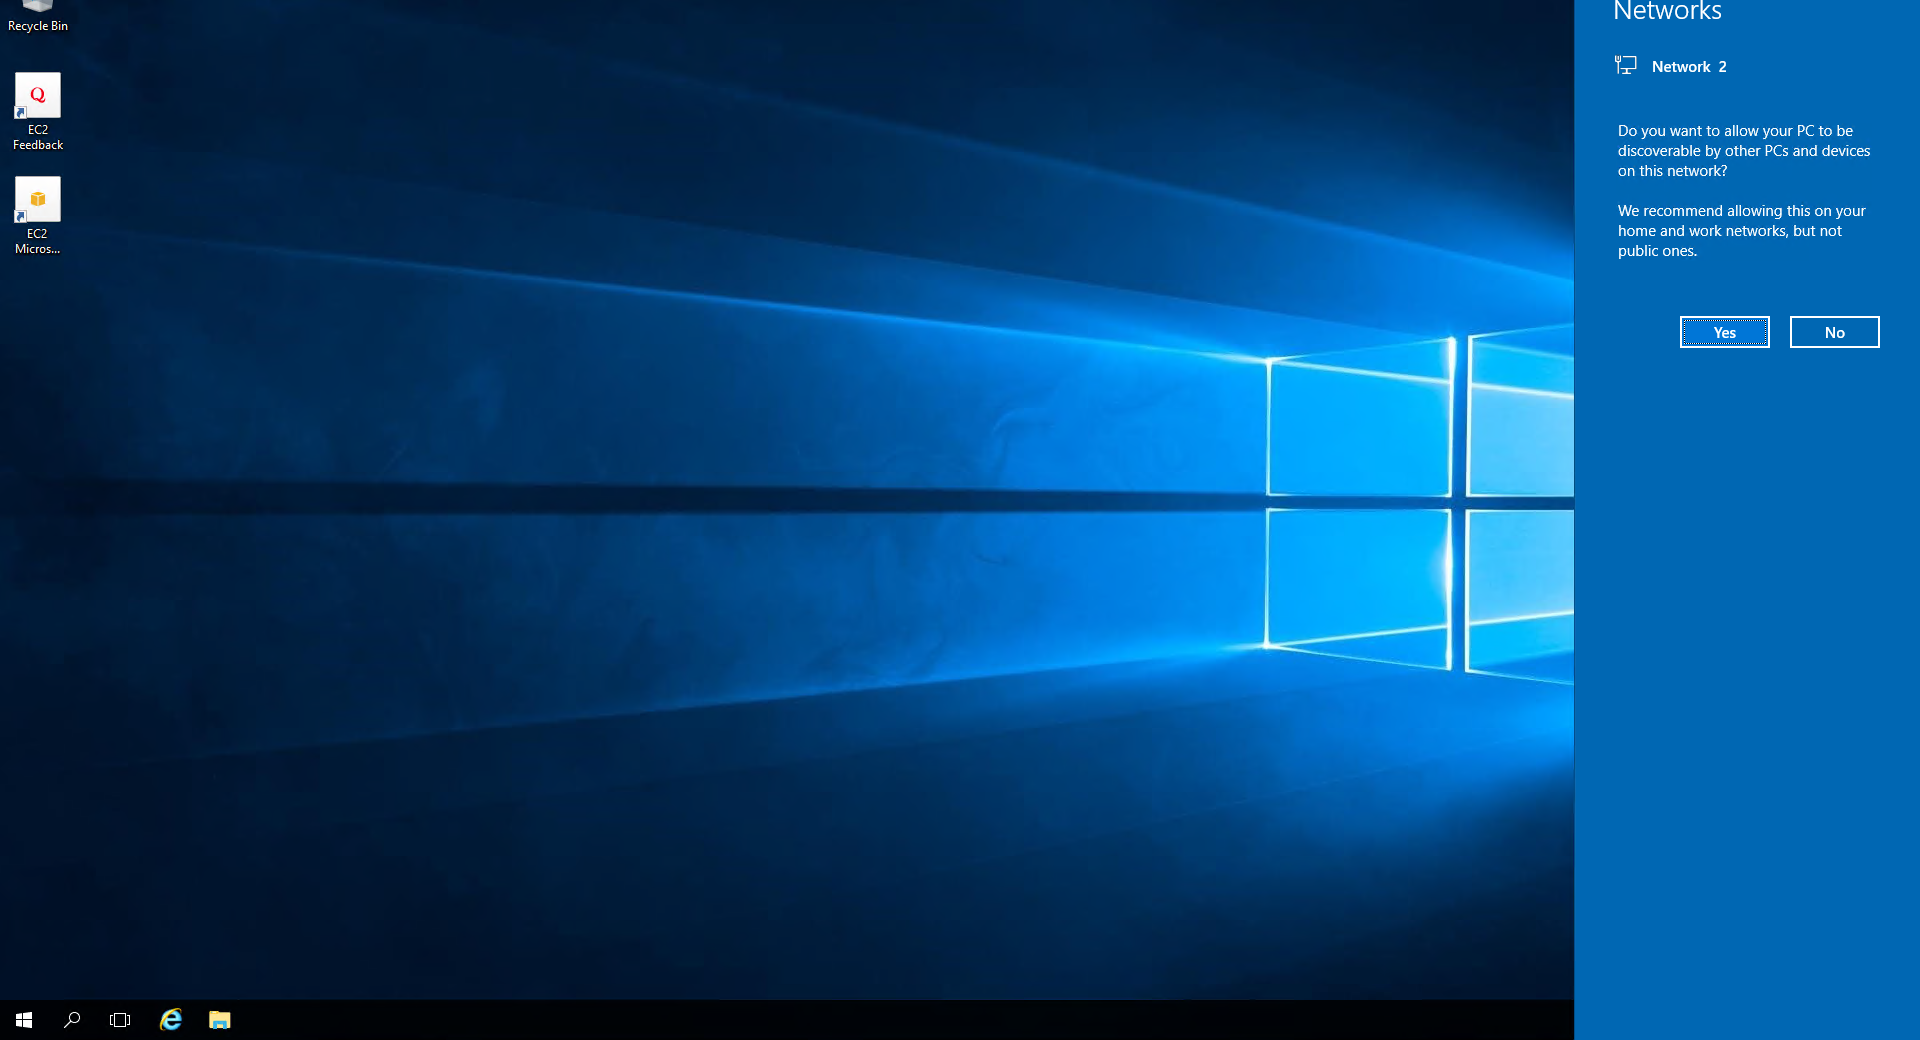 Recycle Bin
EC2
Feedback
EC2
Micros...
Networks
Network 2
Do you want to allow your PC to be
discoverable by other PCs and devices
on this network?
We recommend allowing this on your
home and work networks, but not
public ones.
Yes
No